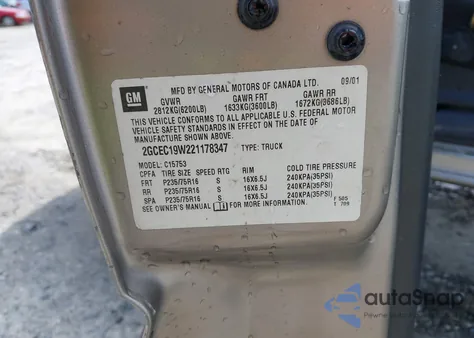 GM
MFD BY GENERAL MOTORS OF CANADA LTD. 09/01
GVWR GAWR FRT GAWR RR
2812KG(6200LB) 1633KG(3600LB) 1672KG(3686LB)
THIS VEHICLE CONFORMS TO ALL APPLICABLE U.S. FEDERAL MOTOR
VEHICLE SAFETY STANDARDS IN EFFECT ON THE DATE OF
MANUFACTURE SHOWN ABOVE.
2GCEC19W221178347 TYPE: TRUCK
MODEL: C15753
CPFA TIRE SIZE SPEED RTG RIM COLD TIRE PRESSURE
FRT P235/75R16 S 16X6.5J 240KPA(35PSI)
RR P235/75R16 S 16X6.5J 240KPA(35PSI)
SPA P235/75R16 S 16X6.5J 240KPA(35PSI)
SEE OWNER'S MANUAL FOR MORE INFORMATION.
F 505
1 709
autoSnap